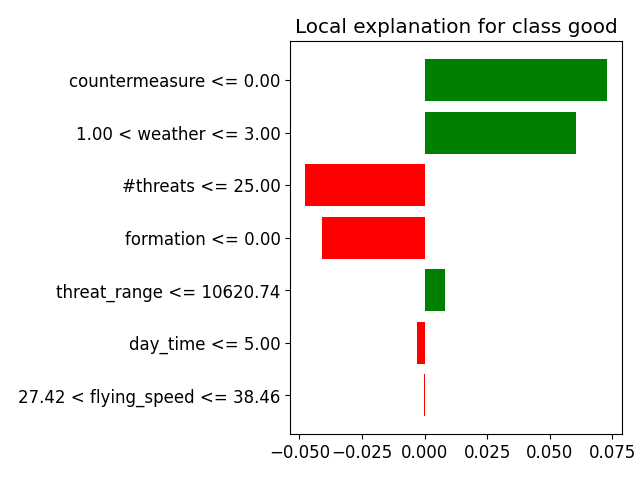 Local explanation for class good
countermeasure <= 0.00
1.00 < weather <= 3.00
#threats <= 25.00
formation <= 0.00
threat_range <= 10620.74
day_time <= 5.00
27.42 < flying_speed <= 38.46
−0.050 −0.025 0.000 0.025 0.050 0.075